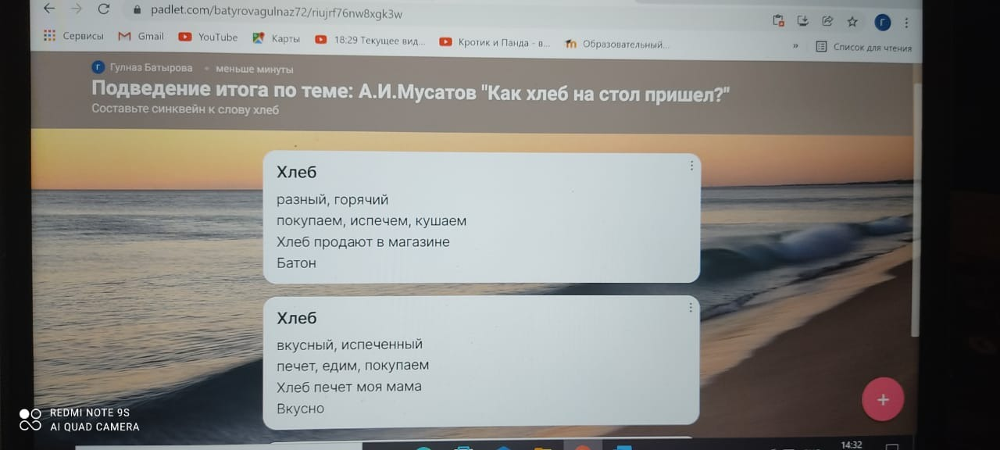 padlet.com/batyrovagulnaz72/riujrf76nw8xgk3w
Сервисы Gmail YouTube Карты 18:29 Текущее вид... Кротик и Панда - в... Образовательный... » Список для чтения
Г Гулназ Батырова • меньше минуты
Подведение итога по теме: А.И.Мусатов "Как хлеб на стол пришел?"
Составьте синквейн к слову хлеб
Хлеб
разный, горячий
покупаем, испечем, кушаем
Хлеб продают в магазине
Батон
Хлеб
вкусный, испеченный
печет, едим, покупаем
Хлеб печет моя мама
Вкусно
REDMI NOTE 9S
AI QUAD CAMERA
14:32